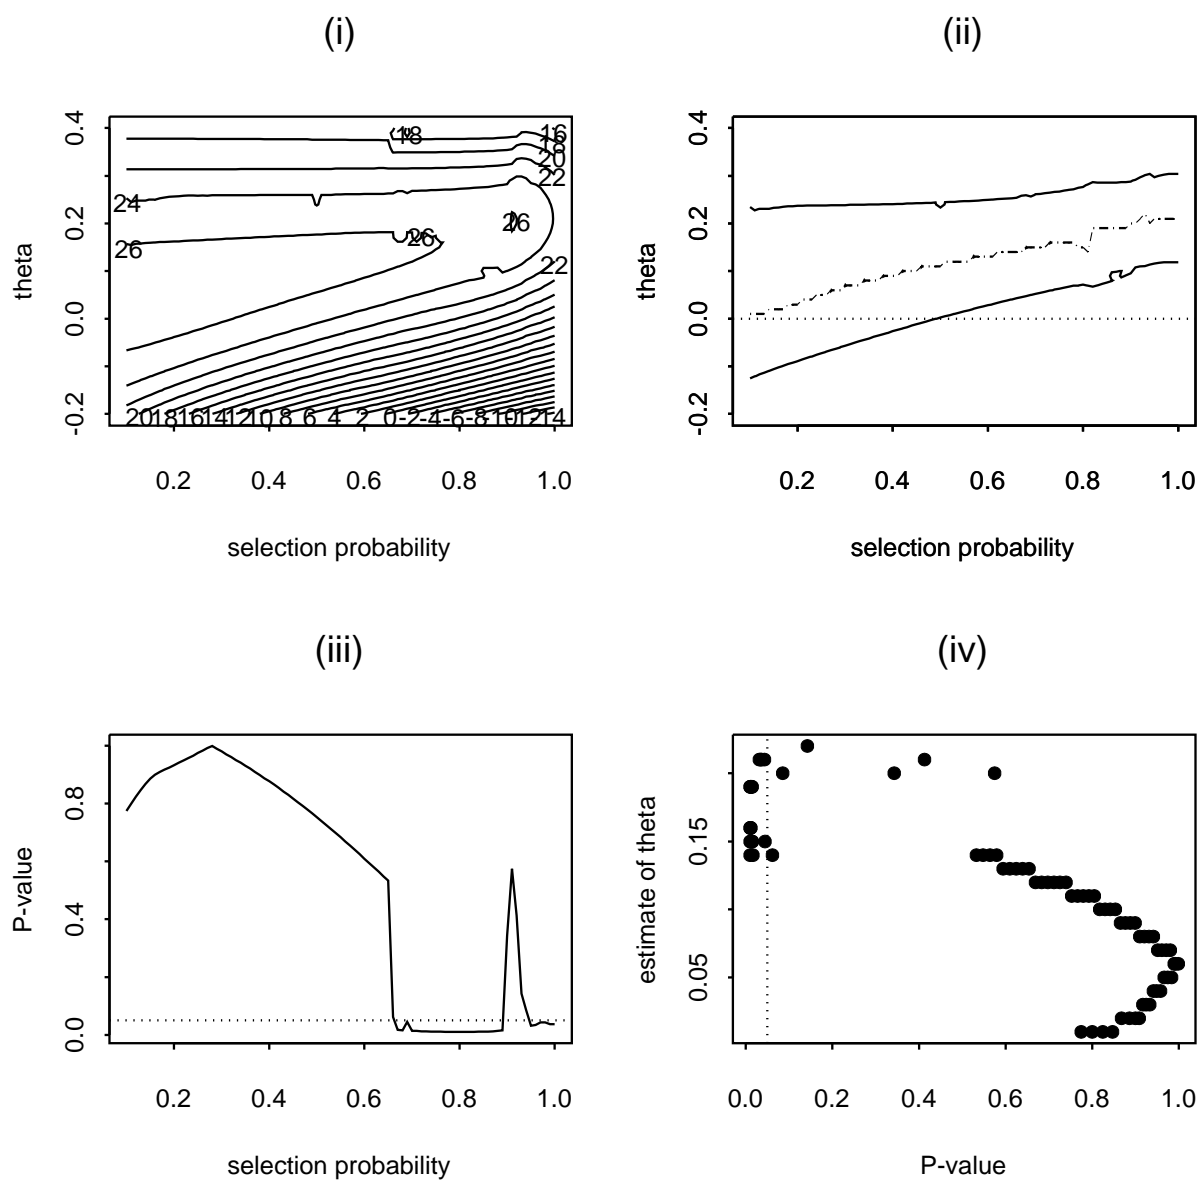 (i)
(ii)
theta
0.4
0.2
0.0
-0.2
18
16
18
20
22
24
26
26
26
22
20 18 16 14 12 10 8 6 4 2 0 -2 -4 -6 -8 -10 -12 -14
0.2 0.4 0.6 0.8 1.0
selection probability
theta
0.4
0.2
0.0
-0.2
0.2 0.4 0.6 0.8 1.0
selection probability
(iii)
(iv)
P-value
0.8
0.4
0.0
0.2 0.4 0.6 0.8 1.0
selection probability
estimate of theta
0.15
0.05
0.0 0.2 0.4 0.6 0.8 1.0
P-value